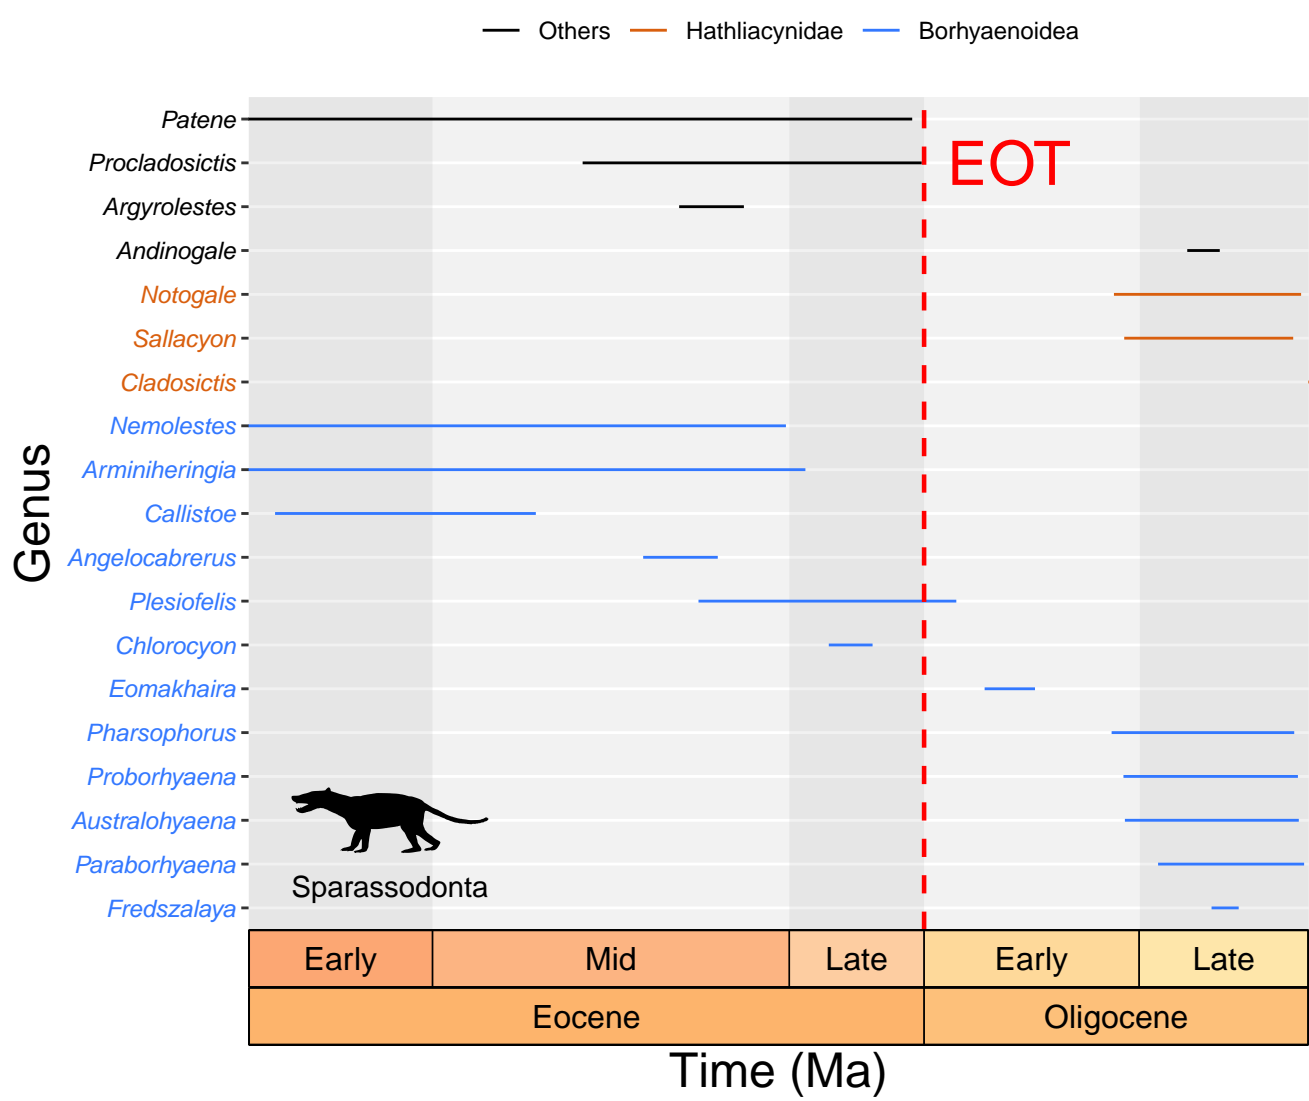 Others Hathliacynidae Borhyaenoidea
Patene
Procladosictis
EOT
Argyrolestes
Andinogale
Notogale
Sallacyon
Cladosictis
Nemolestes
Arminiheringia
Callistoe
Genus
Angelocabrerus
Plesiofelis
Chlorocyon
Eomakhaira
Pharsophorus
Proborhyaena
Australohyaena
Paraborhyaena
Sparassodonta
Fredszalaya
Early Mid Late Early Late
Eocene Oligocene
Time (Ma)